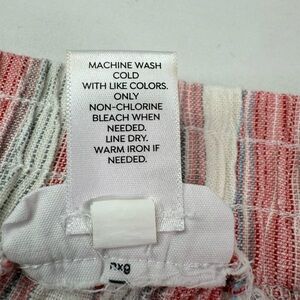 MACHINE WASH
COLD
WITH LIKE COLORS.
ONLY
NON-CHLORINE
BLEACH WHEN
NEEDED.
LINE DRY.
WARM IRON IF
NEEDED.